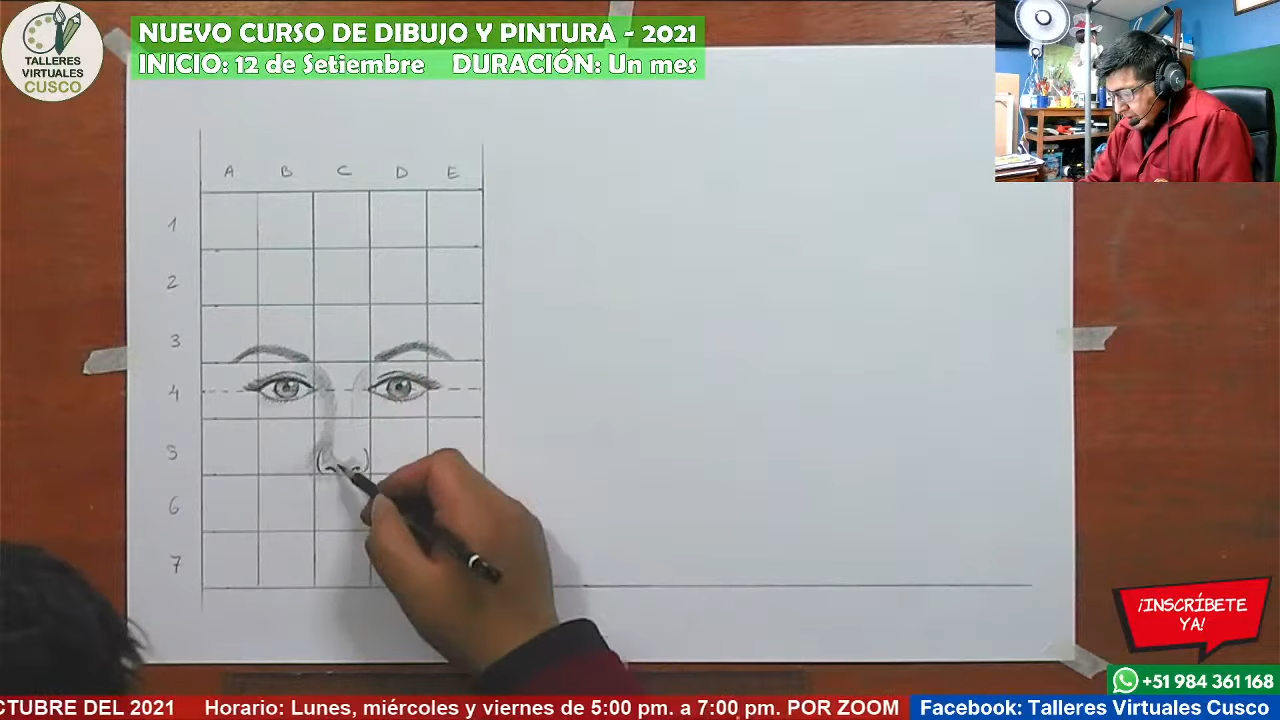 TALLERES
VIRTUALES
CUSCO
NUEVO CURSO DE DIBUJO Y PINTURA - 2021
INICIO: 12 de Setiembre DURACIÓN: Un mes
A B C D E
1
2
3
4
5
6
7
¡INSCRÍBETE
YA!
+51 984 361 168
CTUBRE DEL 2021 Horario: Lunes, miércoles y viernes de 5:00 pm. a 7:00 pm. POR ZOOM
Facebook: Talleres Virtuales Cusco